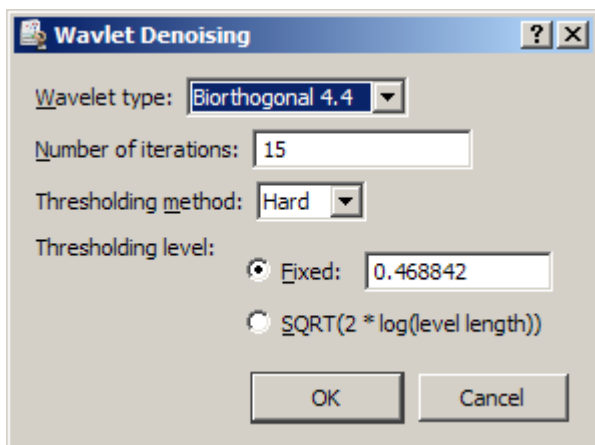 Wavlet Denoising
Wavelet type: Biorthogonal 4.4
Number of iterations: 15
Thresholding method: Hard
Thresholding level:
Fixed: 0.468842
SQRT(2 * log(level length))
OK Cancel